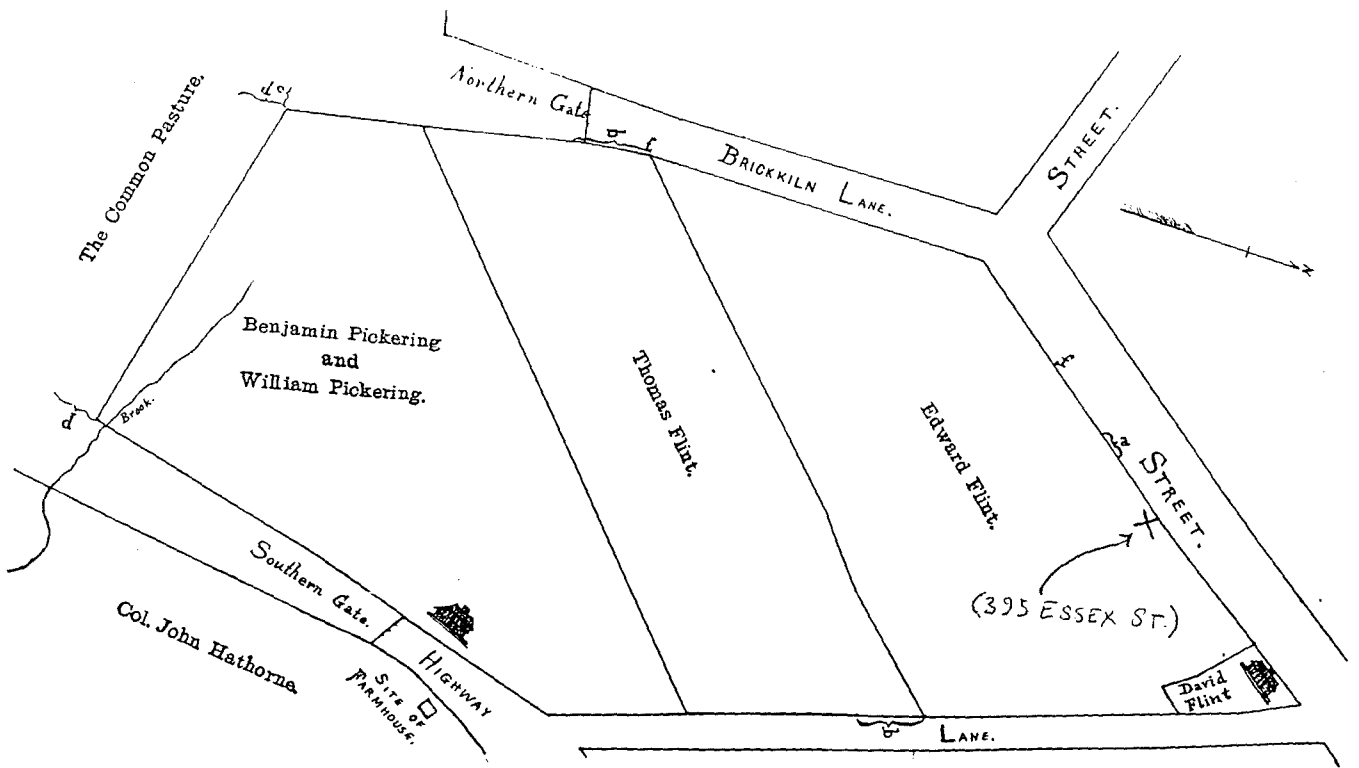 The Common Pasture.
d
c
Northern Gate
b
f
BRICKKILN LANE.
STREET.
N
Benjamin Pickering
and
William Pickering.
Thomas Flint.
Edward Flint.
f
a
STREET.
d
Brook.
(395 ESSEX ST.)
Southern Gate.
Col. John Hathorne.
HIGHWAY
SITE OF
FARMHOUSE.
David
Flint
b
LANE.